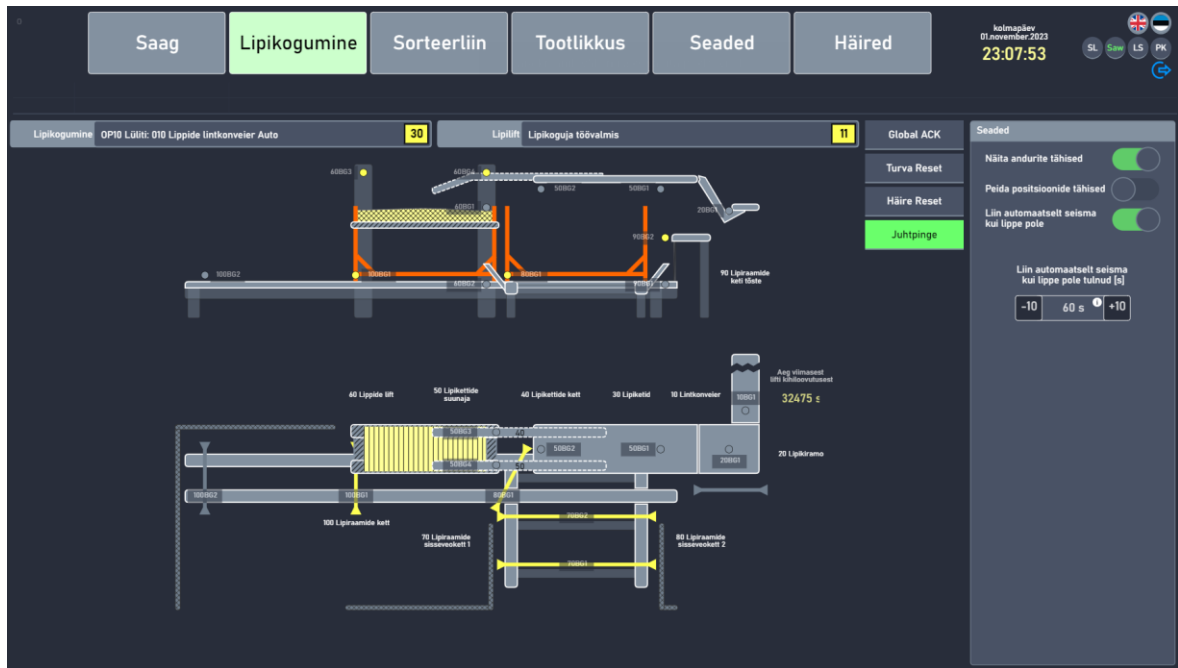 0
Saag
Lipikogumine
Sorteerliin
Tootlikkus
Seaded
Häired
kolmapäev
01.november.2023
23:07:53
SL
Saw
LS
PK
Lipikogumine
OP10 Lüliti: 010 Lippide lintkonveier Auto
30
Lipilift
Lipikoguja töövalmis
11
Global ACK
Turva Reset
Häire Reset
Juhtpinge
Seaded
Näita andurite tähised
Peida positsioonide tähised
Liin automaatselt seisma
kui lippe pole
Liin automaatselt seisma
kui lippe pole tulnud [s]
-10
60 s
+10
60BG3
60BG4
50BG2
50BG1
60BG1
20BG1
90BG2
100BG2
100BG1
80BG1
60BG2
90BG1
90 Lipiraamide
keti tõste
60 Lippide lift
50 Lipikettide
suunaja
40 Lipikettide kett
30 Lipiketid
10 Lintkonveier
10BG1
Aeg viimasest
lifti kihiloovutusest
32475 s
50BG3
40
50BG2
50BG1
20BG1
20 Lipikiramo
50BG4
40
100BG2
100BG1
80BG1
100 Lipiraamide kett
70BG2
70 Lipiraamide
sisseveokett 1
80 Lipiraamide
sisseveokett 2
70BG1